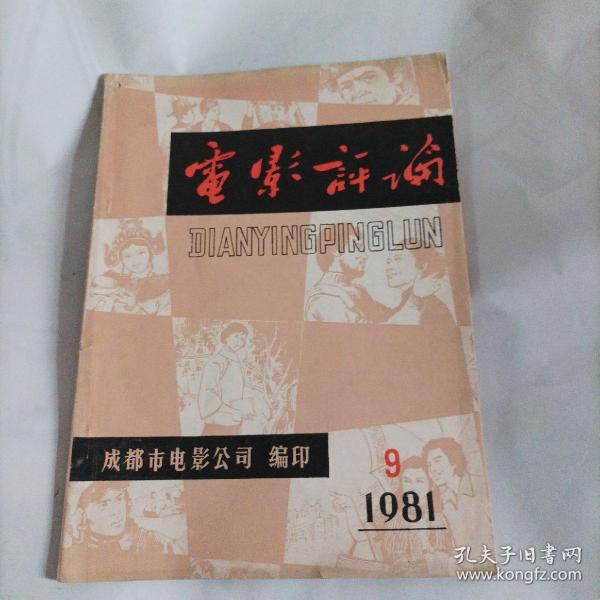 電影評論
DIANYINGPINGLUN
成都市电影公司 编印
9
1981
孔夫子旧书网
www.kongfz.com